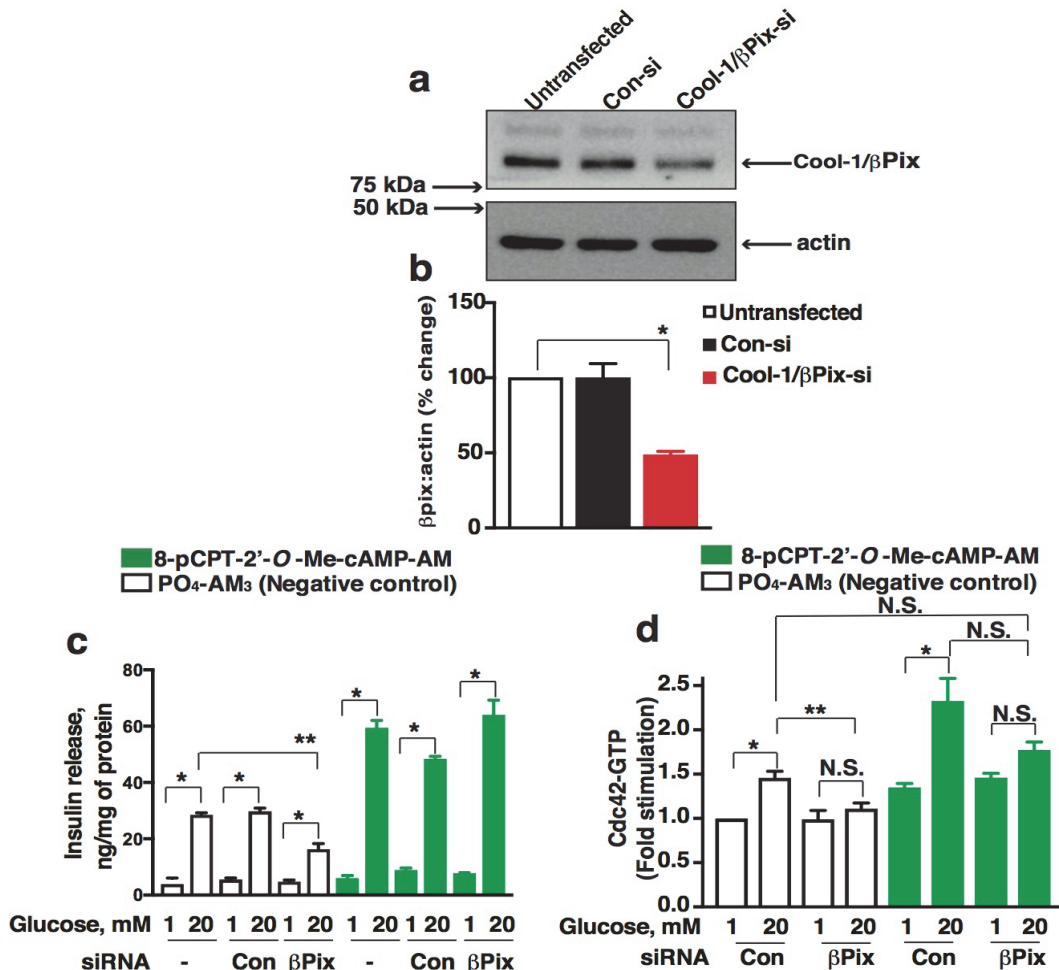 a
Untransfected
Con-si
Cool-1/βPix-si
Cool-1/βPix
75 kDa
50 kDa
actin
b
βpix:actin (% change)
150
100
50
0
*
Untransfected
Con-si
Cool-1/βPix-si
8-pCPT-2'-O -Me-cAMP-AM
PO4-AM3 (Negative control)
c
Insulin release,
ng/mg of protein
80
60
40
20
0
* * * ** * * *
Glucose, mM 1 20 1 20 1 20 1 20 1 20 1 20
siRNA - Con βPix - Con βPix
8-pCPT-2'-O -Me-cAMP-AM
PO4-AM3 (Negative control)
d
Cdc42-GTP
(Fold stimulation)
2.5
2.0
1.5
1.0
0.5
0.0
N.S.
* N.S.
**
* N.S. N.S.
Glucose, mM 1 20 1 20 1 20 1 20
siRNA Con βPix Con βPix